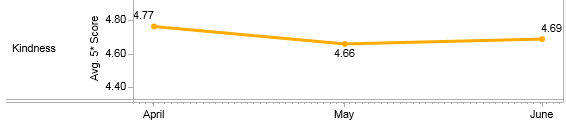 4.77
4.80
4.69
Kindness
Avg. 5* Score
4.60
4.66
4.40
April
May
June